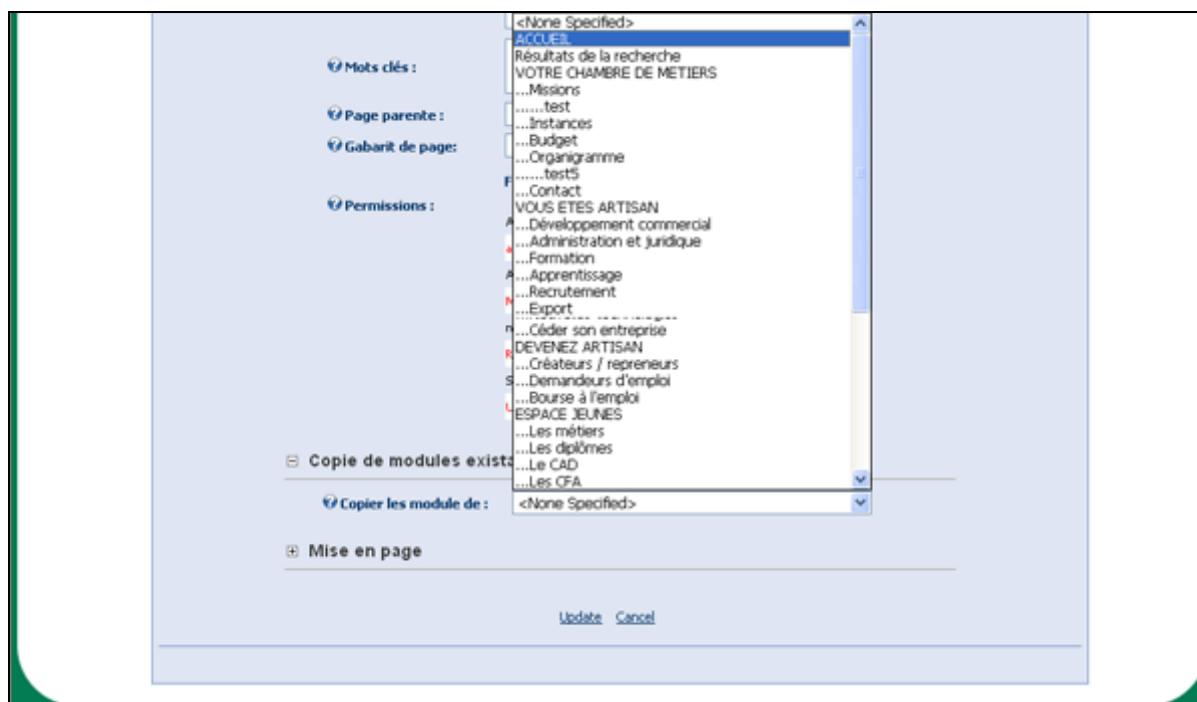 <None Specified>
ACCUEIL
Résultats de la recherche
Mots clés :
VOTRE CHAMBRE DE METIERS
...Missions
......test
Page parente :
...Instances
...Budget
Gabarit de page:
...Organigramme
......test5
...Contact
Permissions :
VOUS ETES ARTISAN
...Développement commercial
...Administration et juridique
...Formation
...Apprentissage
...Recrutement
...Export
...Céder son entreprise
DEVENEZ ARTISAN
...Créateurs / repreneurs
...Demandeurs d'emploi
...Bourse à l'emploi
ESPACE JEUNES
...Les métiers
...Les diplômes
Copie de modules exista
...Le CAD
...Les CFA
Copier les module de :
<None Specified>
Mise en page
Update Cancel